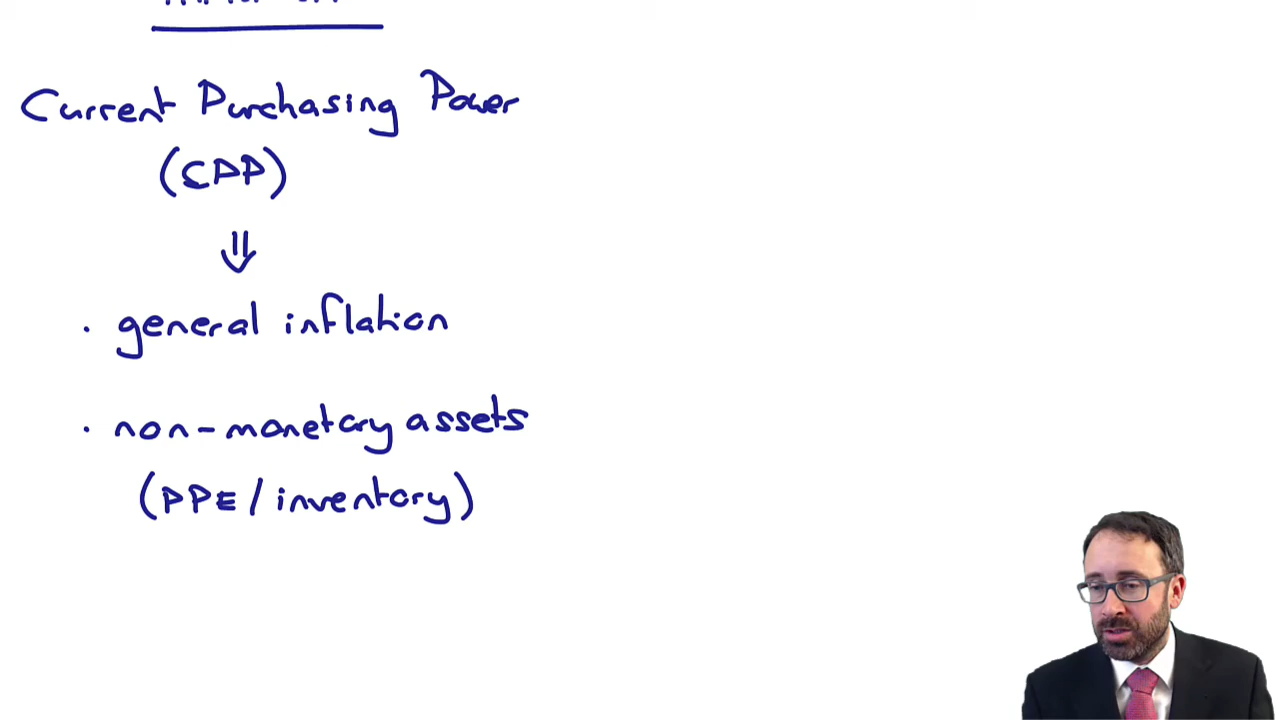 Current Purchasing Power
(CPP)
⇓
· general inflation
· non-monetary assets
(PPE/inventory)